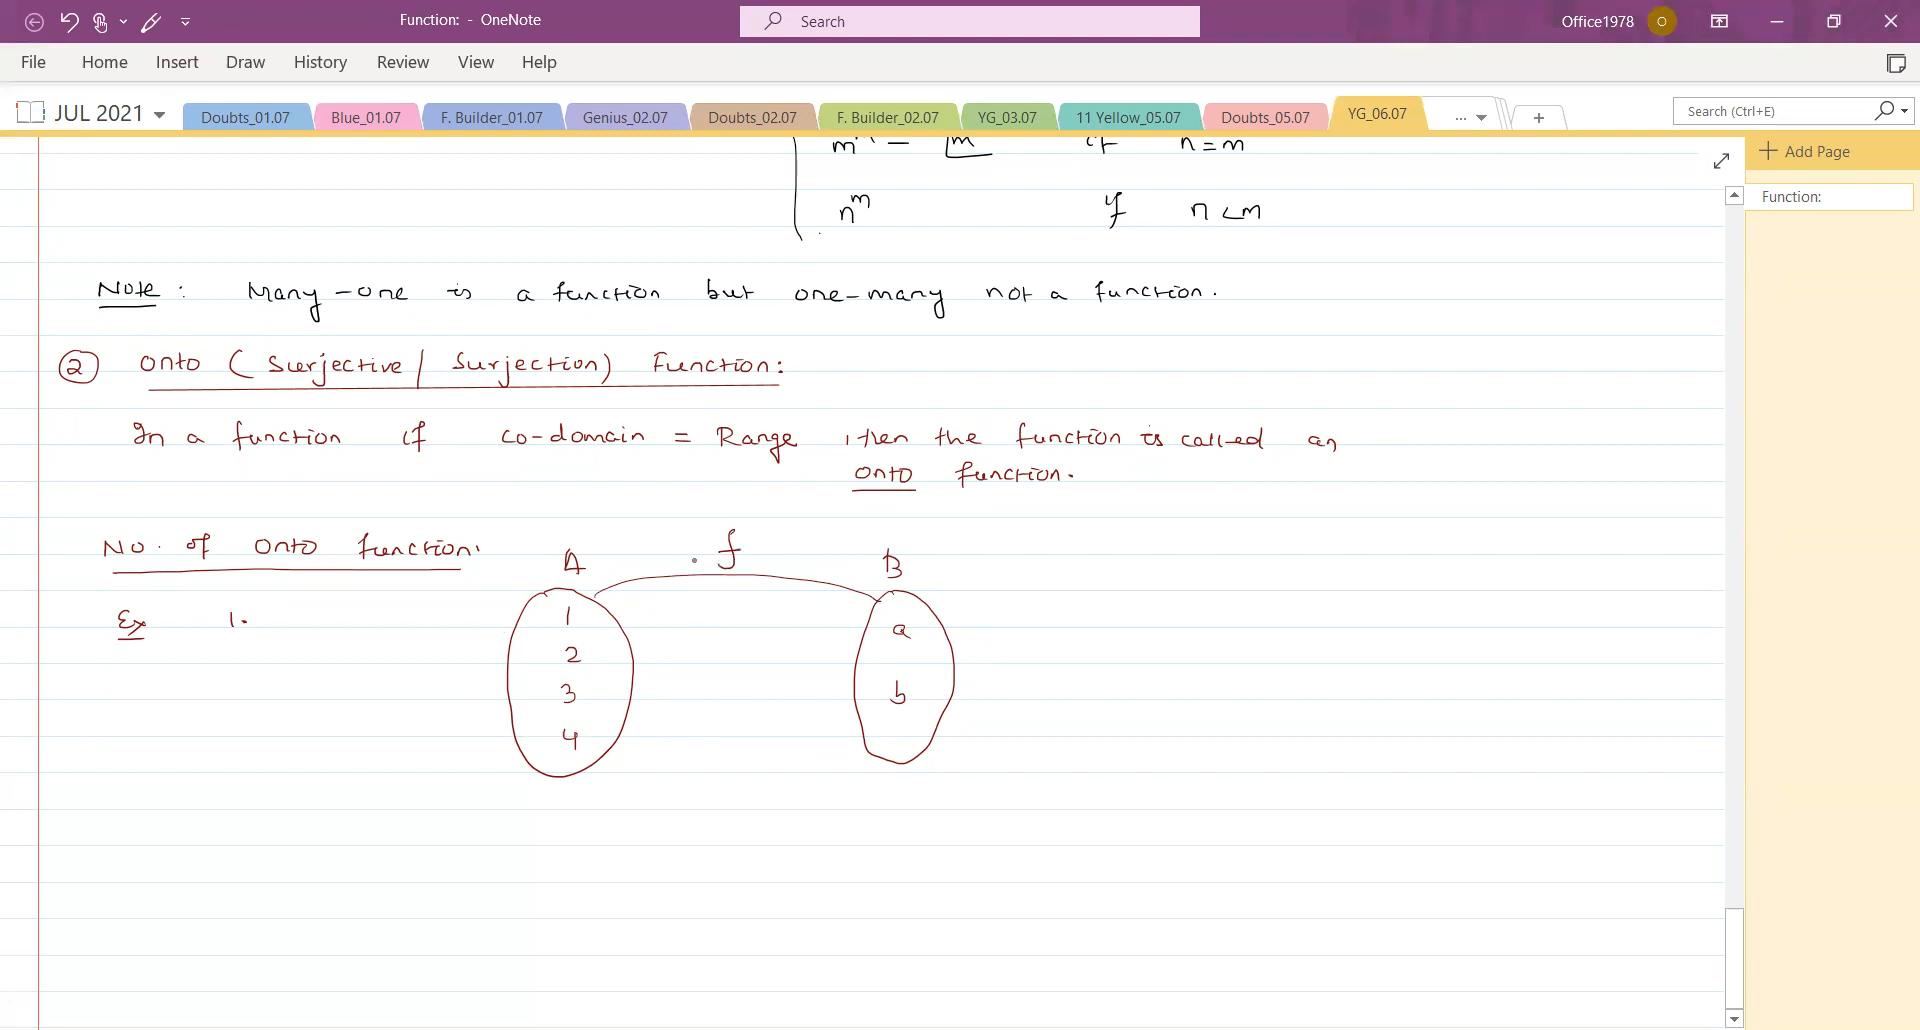 Function: - OneNote
Search
Office1978
O
File Home Insert Draw History Review View Help
JUL 2021
Doubts_01.07 Blue_01.07 F. Builder_01.07 Genius_02.07 Doubts_02.07 F. Builder_02.07 YG_03.07 11 Yellow_05.07 Doubts_05.07 YG_06.07 ... +
Search (Ctrl+E)
Add Page
Function:
n = m
n^m if n < m
Note : Many-one is a function but one-many not a function.
② Onto (Surjective / Surjection) Function:
In a function if co-domain = Range, then the function is called an
onto function.
No. of onto function.
A f B
Ex 1.
1 a
2
3 b
4